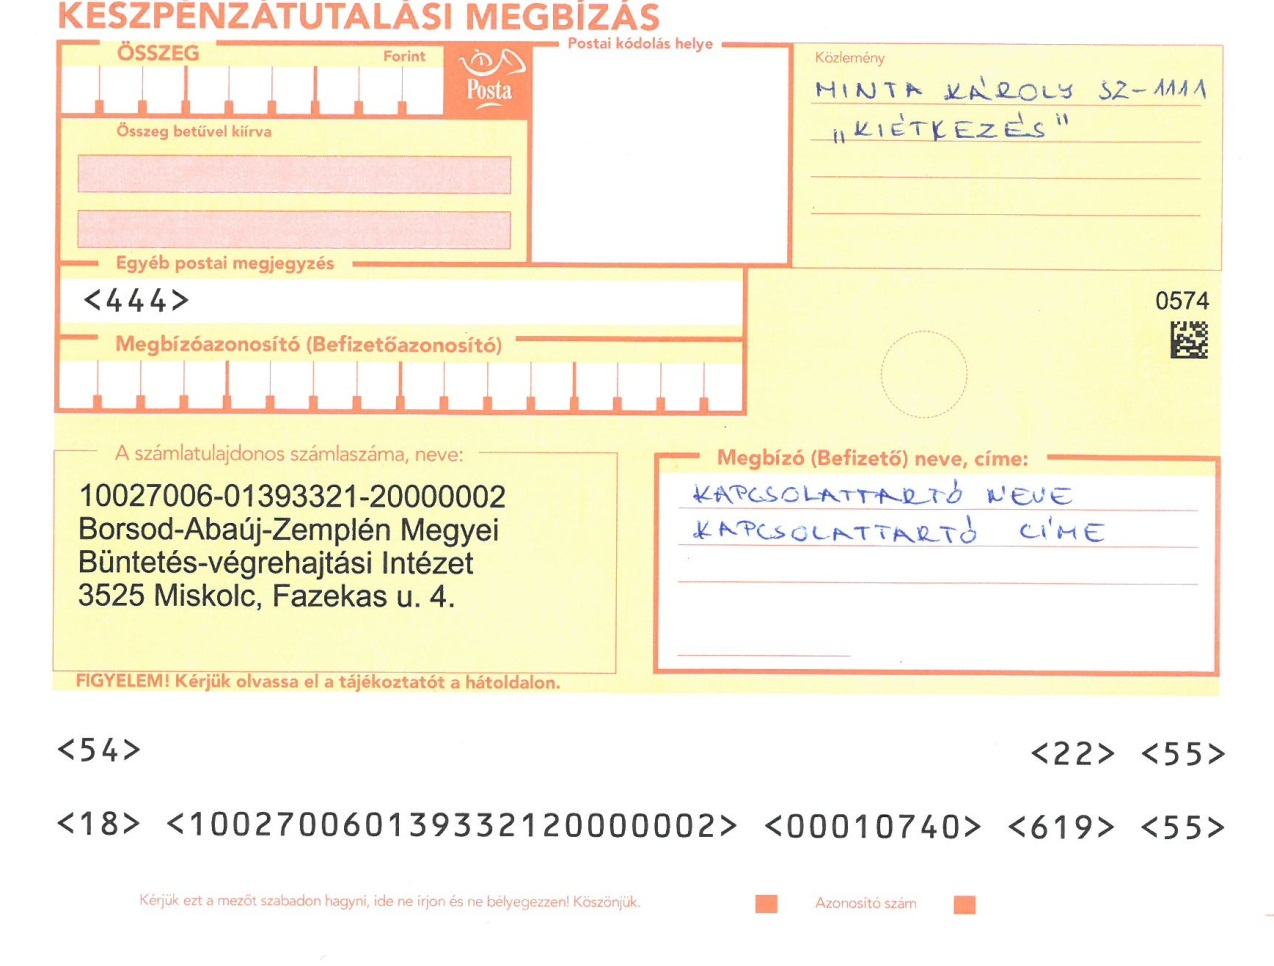 KÉSZPÉNZÁTUTALÁSI MEGBÍZÁS
ÖSSZEG
Forint
Posta
Postai kódolás helye
Közlemény
MINTA KÁROLY SZ-1111
„KIÉTKEZÉS"
Összeg betűvel kiírva
Egyéb postai megjegyzés
<444>
0574
Megbízóazonosító (Befizetőazonosító)
A számlatulajdonos számlaszáma, neve:
10027006-01393321-20000002
Borsod-Abaúj-Zemplén Megyei
Büntetés-végrehajtási Intézet
3525 Miskolc, Fazekas u. 4.
Megbízó (Befizető) neve, címe:
KAPCSOLATTARTÓ NEVE
KAPCSOLATTARTÓ CÍME
FIGYELEM! Kérjük olvassa el a tájékoztatót a hátoldalon.
<54> <22> <55>
<18> <100270060139332120000002> <00010740> <619> <55>
Kérjük ezt a mezőt szabadon hagyni, ide ne írjon és ne bélyegezzen! Köszönjük.
Azonosító szám